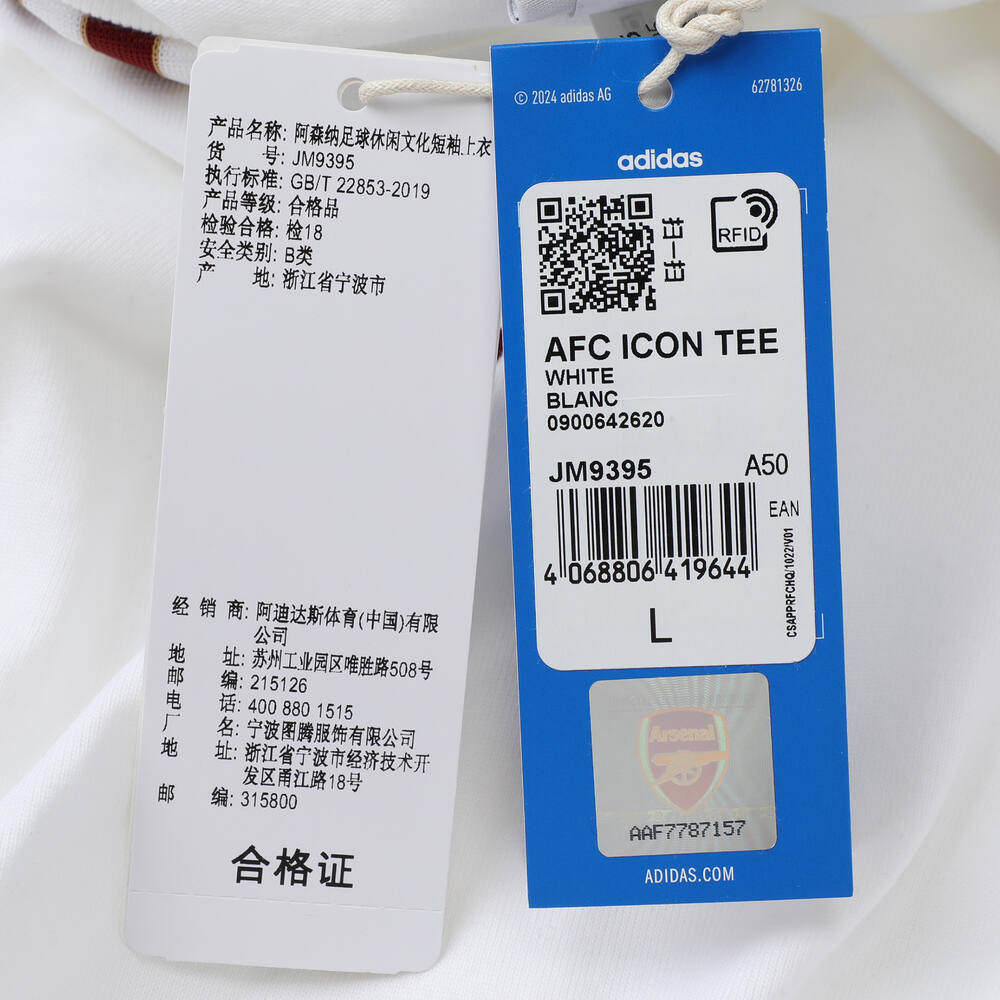 产品名称: 阿森纳足球休闲文化短袖上衣
货 号: JM9395
执行标准: GB/T 22853-2019
产品等级: 合格品
检验合格: 检18
安全类别: B类
产 地: 浙江省宁波市
经 销 商: 阿迪达斯体育(中国)有限
公司
地 址: 苏州工业园区唯胜路508号
邮 编: 215126
电 话: 400 880 1515
厂 名: 宁波图腾服饰有限公司
地 址: 浙江省宁波市经济技术开
发区甬江路18号
邮 编: 315800
合格证
© 2024 adidas AG
62781326
adidas
扫一扫
RFID
AFC ICON TEE
WHITE
BLANC
0900642620
JM9395 A50
EAN
4 068806 419644
CSAPPRFCHQ/1022/V01
L
Arsenal
AAF7787157
ADIDAS.COM